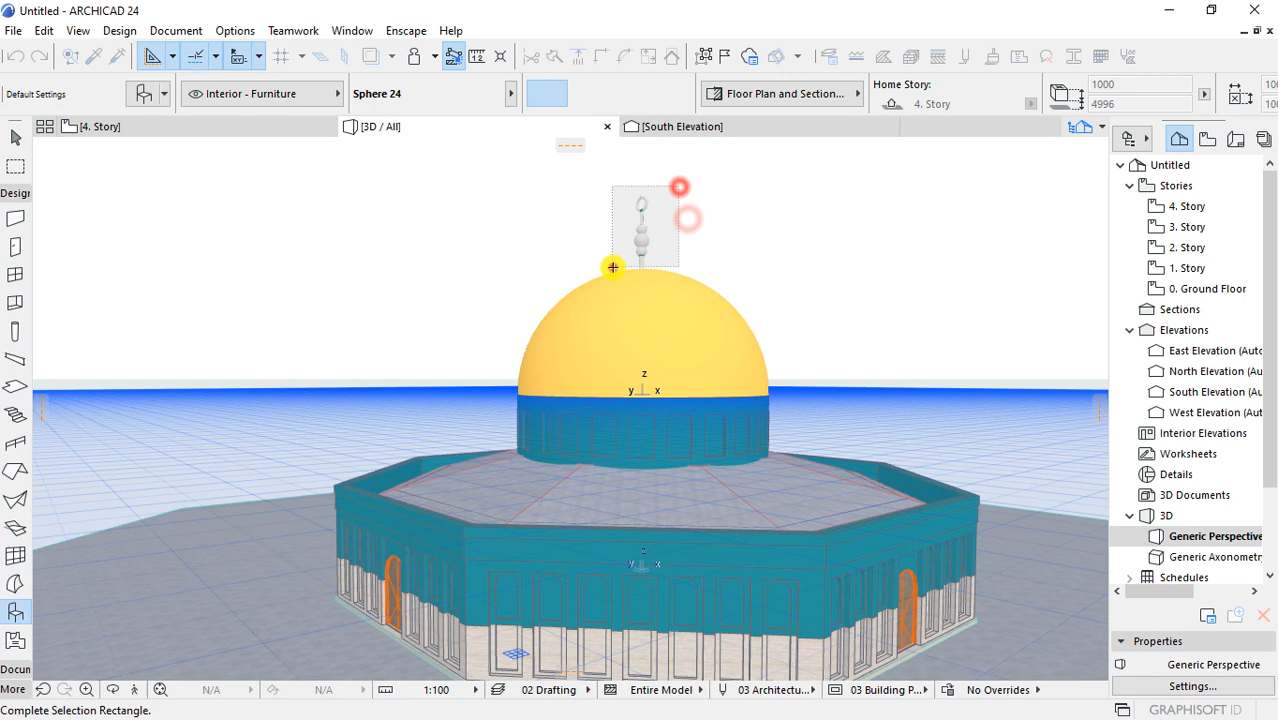 Untitled - ARCHICAD 24
File Edit View Design Document Options Teamwork Window Enscape Help
Default Settings
Interior - Furniture
Sphere 24
Floor Plan and Section...
Home Story:
4. Story
1000
4996
[4. Story]
[3D / All]
[South Elevation]
Design
Untitled
Stories
4. Story
3. Story
2. Story
1. Story
0. Ground Floor
Sections
Elevations
East Elevation (Auto
North Elevation (Au
South Elevation (Au
West Elevation (Aut
Interior Elevations
Worksheets
Details
3D Documents
3D
Generic Perspective
Generic Axonometr
Schedules
z
y x
z
y x
Properties
Generic Perspective
Settings...
Docun
More
N/A
N/A
1:100
02 Drafting
Entire Model
03 Architectu...
03 Building P...
No Overrides
Complete Selection Rectangle.
GRAPHISOFT ID